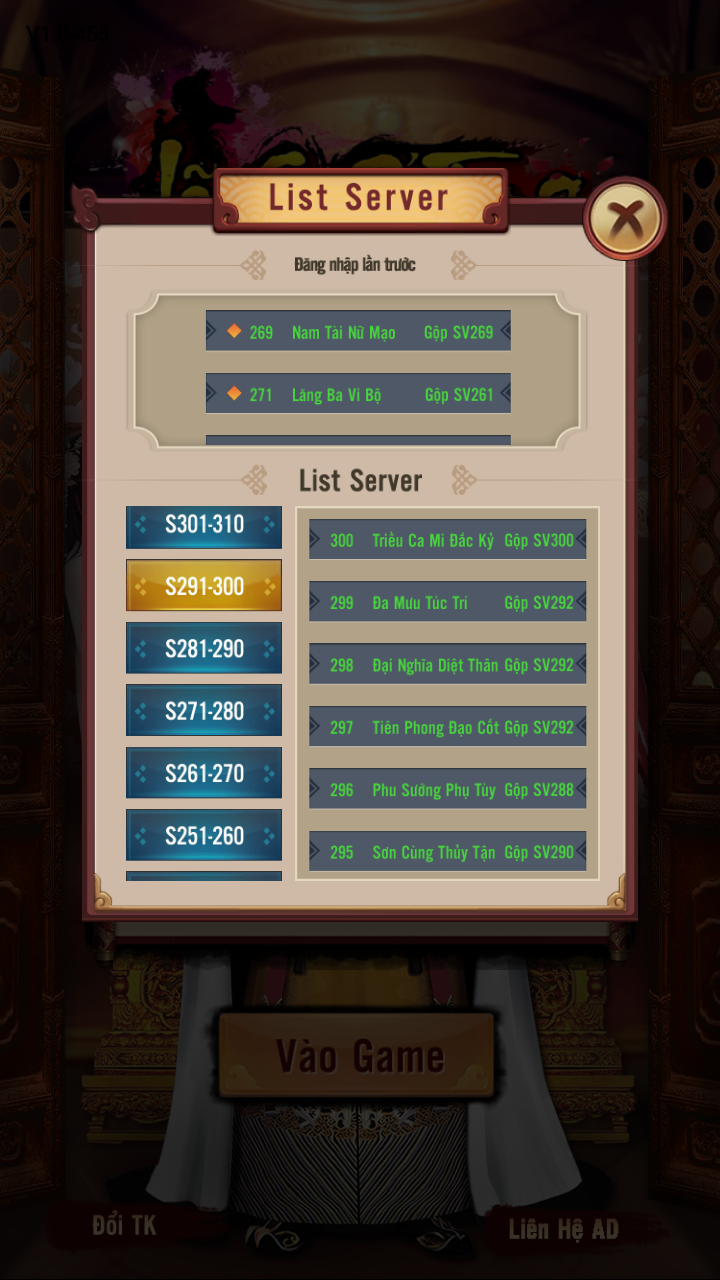 List Server
Đăng nhập lần trước
269 Nam Tài Nữ Mạo Gộp SV269
271 Lăng Ba Vi Bộ Gộp SV261
List Server
S301-310
S291-300
S281-290
S271-280
S261-270
S251-260
300 Triều Ca Mi Đác Kỷ Gộp SV300
299 Đa Mưu Túc Trí Gộp SV292
298 Đại Nghĩa Diệt Thân Gộp SV292
297 Tiên Phong Đạo Cốt Gộp SV292
296 Phu Sướng Phụ Tùy Gộp SV288
295 Sơn Cùng Thủy Tận Gộp SV290
Vào Game
Đổi TK
Liên Hệ AD